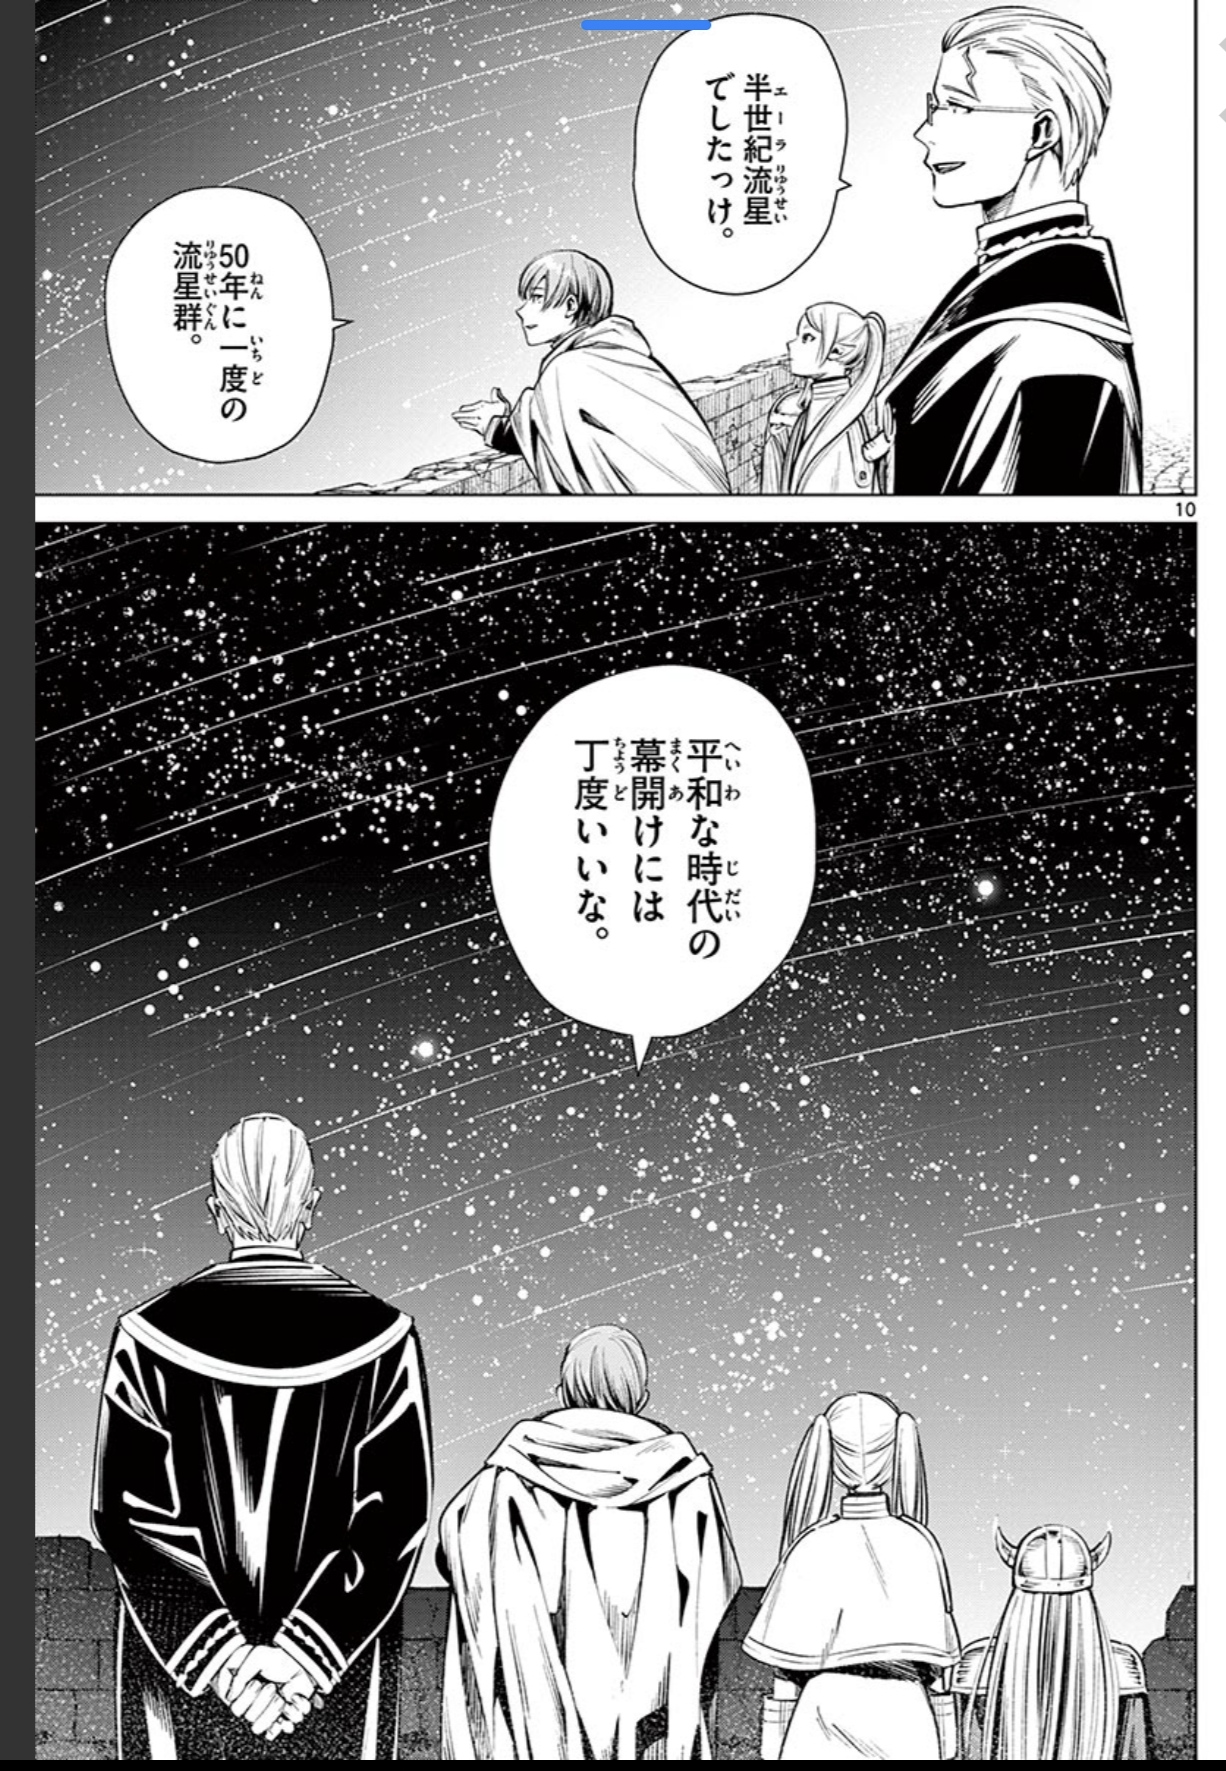 半世紀流星
でしたっけ。
50年に一度の
流星群。
10
平和な時代の
幕開けには
丁度いいな。